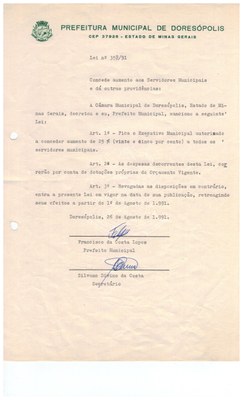 PREFEITURA MUNICIPAL DE DORESÓPOLIS
CEP 37926 - ESTADO DE MINAS GERAIS
Lei nº 358/81
Concede aumento aos Servidores Municipais
e dá outras providências:
A Câmara Municipal de Doresópolis, Estado de Mi
nas Gerais, decretou e eu, Prefeito Municipal, sanciono a seguinte
Lei:
Art. 1º - Fica o Executivo Municipal autorizado
a conceder aumento de 25 % (vinte e cinco por cento) a todos os
servidores municipais.
Art. 2º - As despesas decorrentes desta Lei,
rão por conta de dotações próprias do Orçamento Vigente.
Art. 3º - Revogadas as disposições em contrário,
entra a presente Lei em vigor na data de sua publicação, retroagindo
seus efeitos a partir de 1º de Agosto de 1.981.
Doresópolis, 26 de Agosto de 1.981.
Francisco da Costa Lopes
Prefeito Municipal
da Costa
Secretário